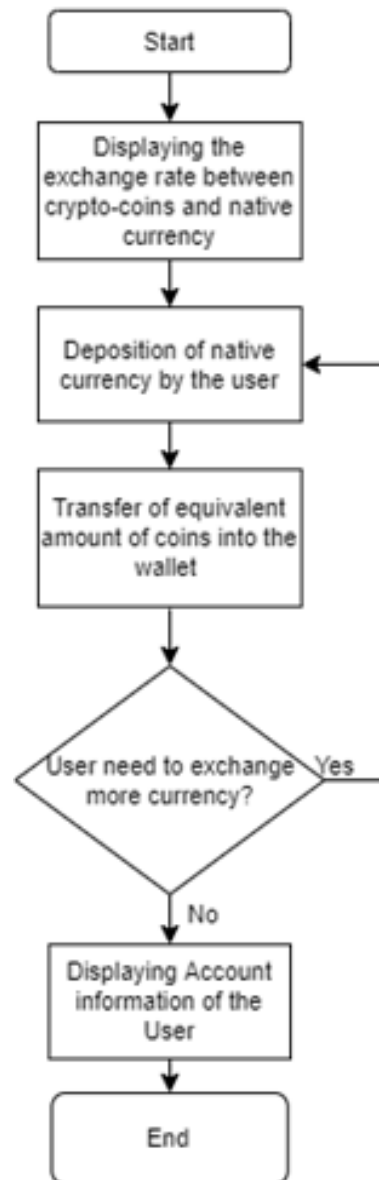 Start
Displaying the
exchange rate between
crypto-coins and native
currency
Deposition of native
currency by the user
Transfer of equivalent
amount of coins into the
wallet
User need to exchange
more currency?
Yes
No
Displaying Account
information of the
User
End